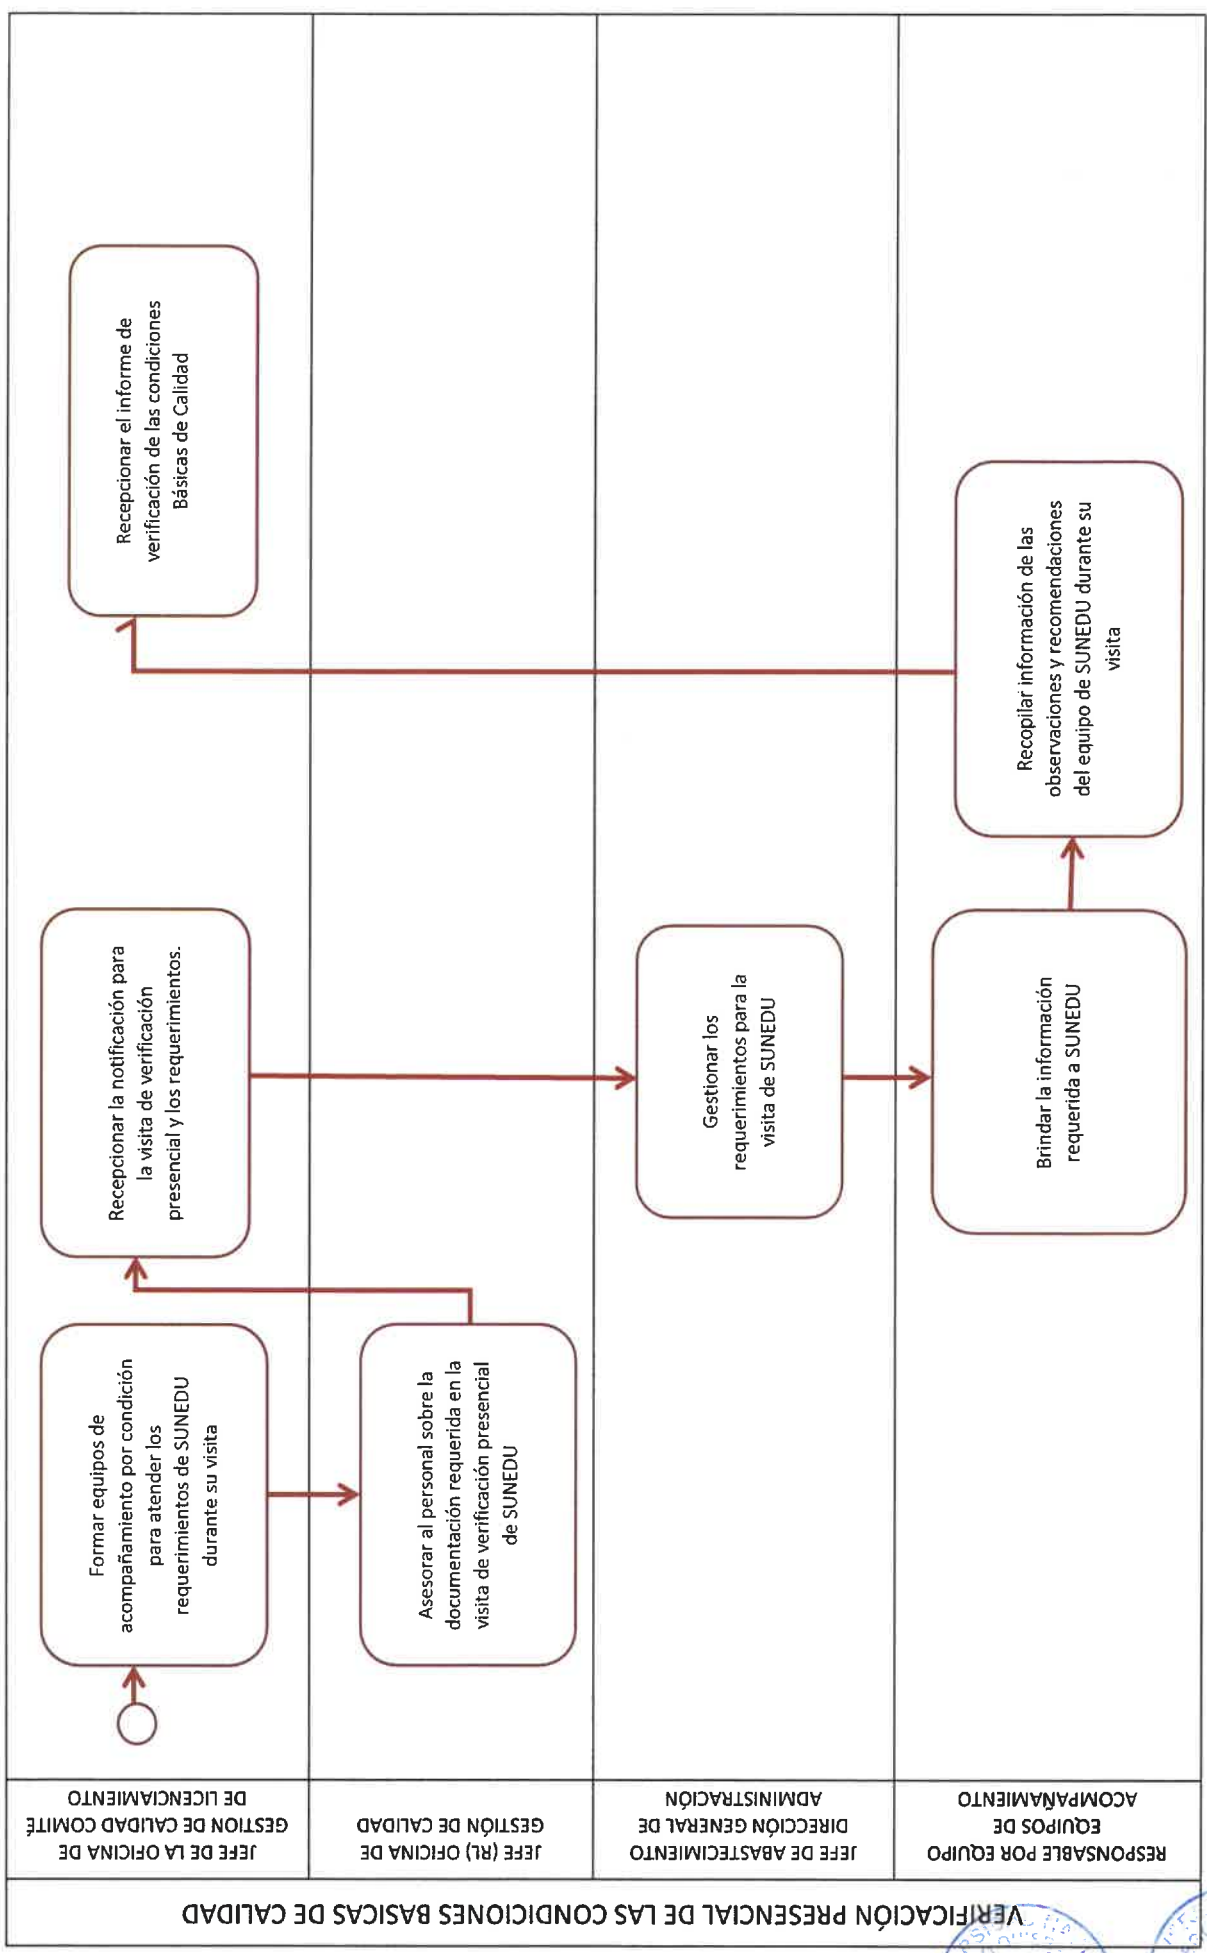 VERIFICACIÓN PRESENCIAL DE LAS CONDICIONES BASICAS DE CALIDAD
JEFE DE LA OFICINA DE
GESTION DE CALIDAD COMITÉ
DE LICENCIAMIENTO
Formar equipos de
acompañamiento por condición
para atender los
requerimientos de SUNEDU
durante su visita
Recepcionar la notificación para
la visita de verificación
presencial y los requerimientos.
Recepcionar el informe de
verificación de las condiciones
Básicas de Calidad
JEFE (RL) OFICINA DE
GESTIÓN DE CALIDAD
Asesorar al personal sobre la
documentación requerida en la
visita de verificación presencial
de SUNEDU
JEFE DE ABASTECIMIENTO
DIRECCIÓN GENERAL DE
ADMINISTRACIÓN
Gestionar los
requerimientos para la
visita de SUNEDU
RESPONSABLE POR EQUIPO
EQUIPOS DE
ACOMPAÑAMIENTO
Brindar la información
requerida a SUNEDU
Recopilar información de las
observaciones y recomendaciones
del equipo de SUNEDU durante su
visita